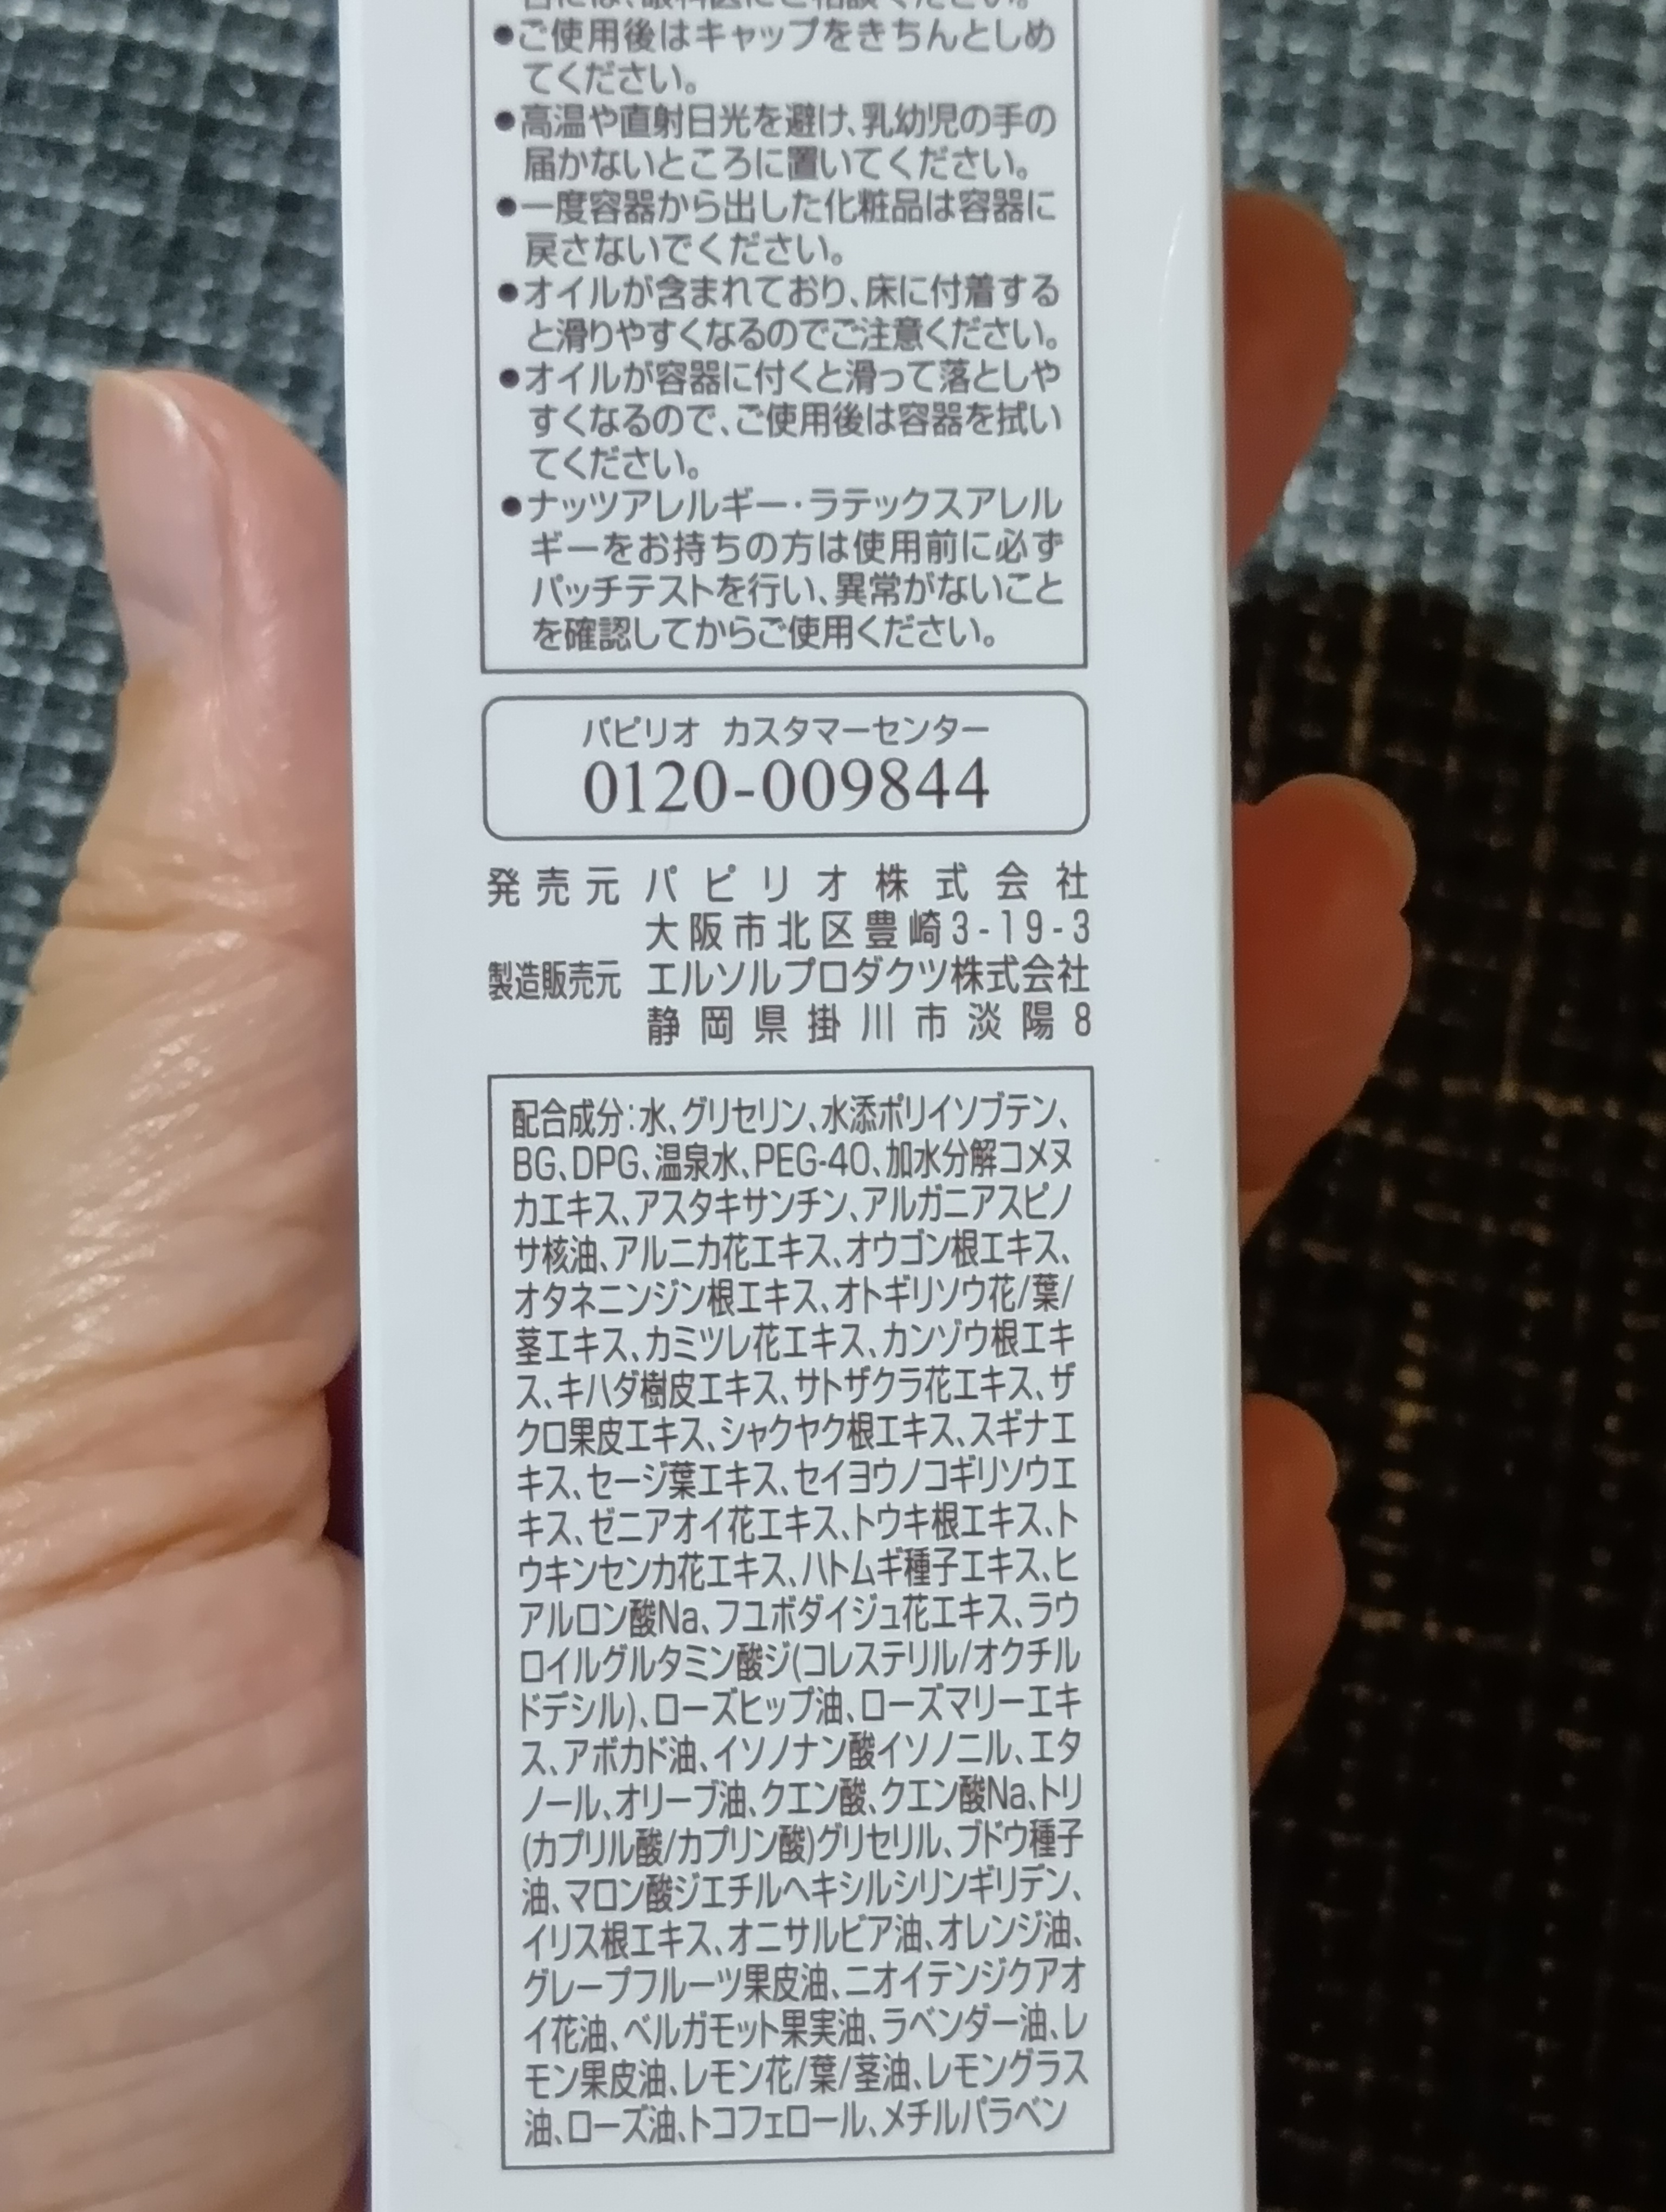 ●ご使用後はキャップをきちんとしめ
てください。
●高温や直射日光を避け、乳幼児の手の
届かないところに置いてください。
●一度容器から出した化粧品は容器に
戻さないでください。
●オイルが含まれており、床に付着する
と滑りやすくなるのでご注意ください。
●オイルが容器に付くと滑って落としや
すくなるので、ご使用後は容器を拭い
てください。
●ナッツアレルギー・ラテックスアレル
ギーをお持ちの方は使用前に必ず
パッチテストを行い、異常がないこと
を確認してからご使用ください。
パピリオ カスタマーセンター
0120-009844
発売元 パピリオ株式会社
大阪市北区豊崎3-19-3
製造販売元 エルソルプロダクツ株式会社
静岡県掛川市淡陽8
配合成分:水、グリセリン、水添ポリイソブテン、
BG、DPG、温泉水、PEG-40、加水分解コメヌ
カエキス、アスタキサンチン、アルガニアスピノ
サ核油、アルニカ花エキス、オウゴン根エキス、
オタネニンジン根エキス、オトギリソウ花/葉/
茎エキス、カミツレ花エキス、カンゾウ根エキ
ス、キハダ樹皮エキス、サトザクラ花エキス、ザ
クロ果皮エキス、シャクヤク根エキス、スギナエ
キス、セージ葉エキス、セイヨウノコギリソウエ
キス、ゼニアオイ花エキス、トウキ根エキス、ト
ウキンセンカ花エキス、ハトムギ種子エキス、ヒ
アルロン酸Na、フユボダイジュ花エキス、ラウ
ロイルグルタミン酸ジ(コレステリル/オクチル
ドデシル)、ローズヒップ油、ローズマリーエキ
ス、アボカド油、イソノナン酸イソノニル、エタ
ノール、オリーブ油、クエン酸、クエン酸Na、トリ
(カプリル酸/カプリン酸)グリセリル、ブドウ種子
油、マロン酸ジエチルヘキシルシリンギリデン、
イリス根エキス、オニサルビア油、オレンジ油、
グレープフルーツ果皮油、ニオイテンジクアオ
イ花油、ベルガモット果実油、ラベンダー油、レ
モン果皮油、レモン花/葉/茎油、レモングラス
油、ローズ油、トコフェロール、メチルパラベン